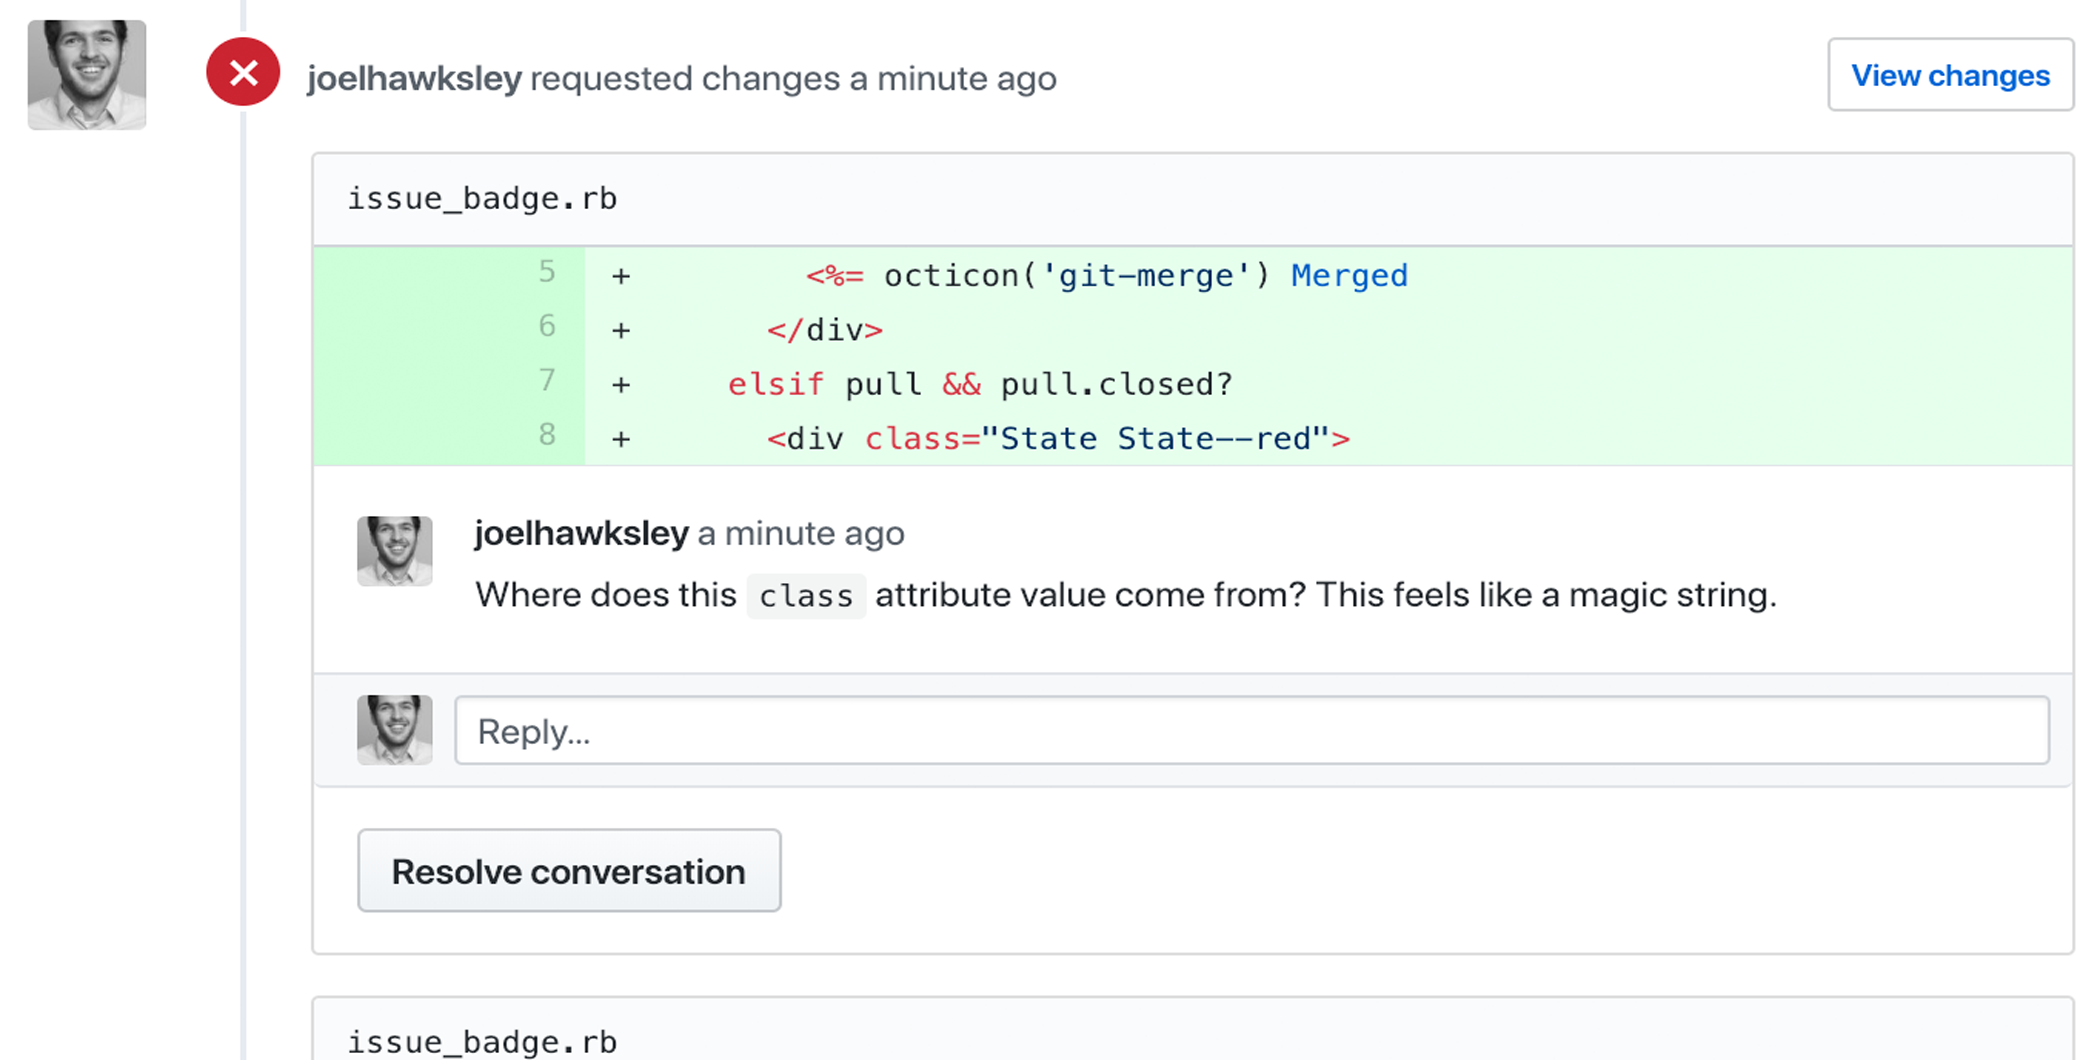 joelhawksley requested changes a minute ago
View changes
issue_badge.rb
5 + <%= octicon('git-merge') Merged
6 + </div>
7 + elsif pull && pull.closed?
8 + <div class="State State--red">
joelhawksley a minute ago
Where does this class attribute value come from? This feels like a magic string.
Reply...
Resolve conversation
issue_badge.rb